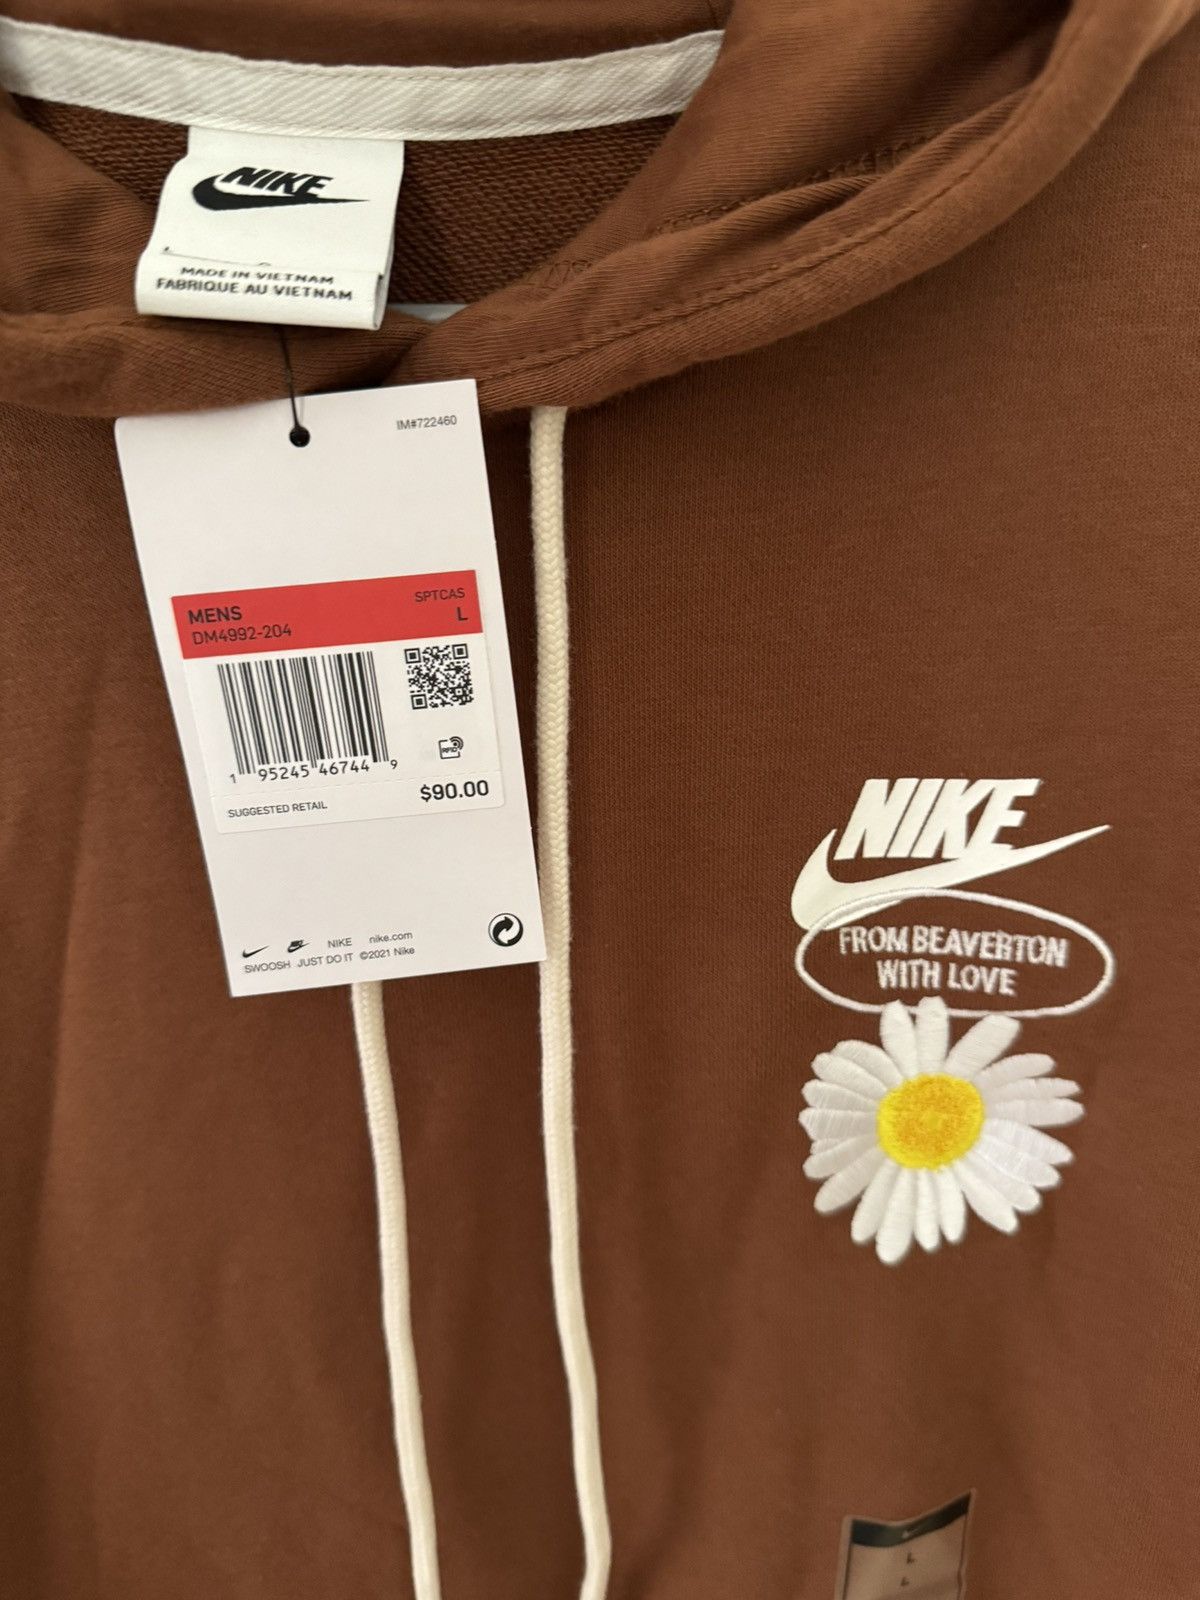 NIKE
MADE IN VIETNAM
FABRIQUE AU VIETNAM
IM#722460
MENS
SPTCAS
DM4992-204
L
RFID
1 95245 46744 9
SUGGESTED RETAIL
$90.00
NIKE nike.com
SWOOSH JUST DO IT ©2021 Nike
NIKE
FROM BEAVERTON
WITH LOVE
L
L